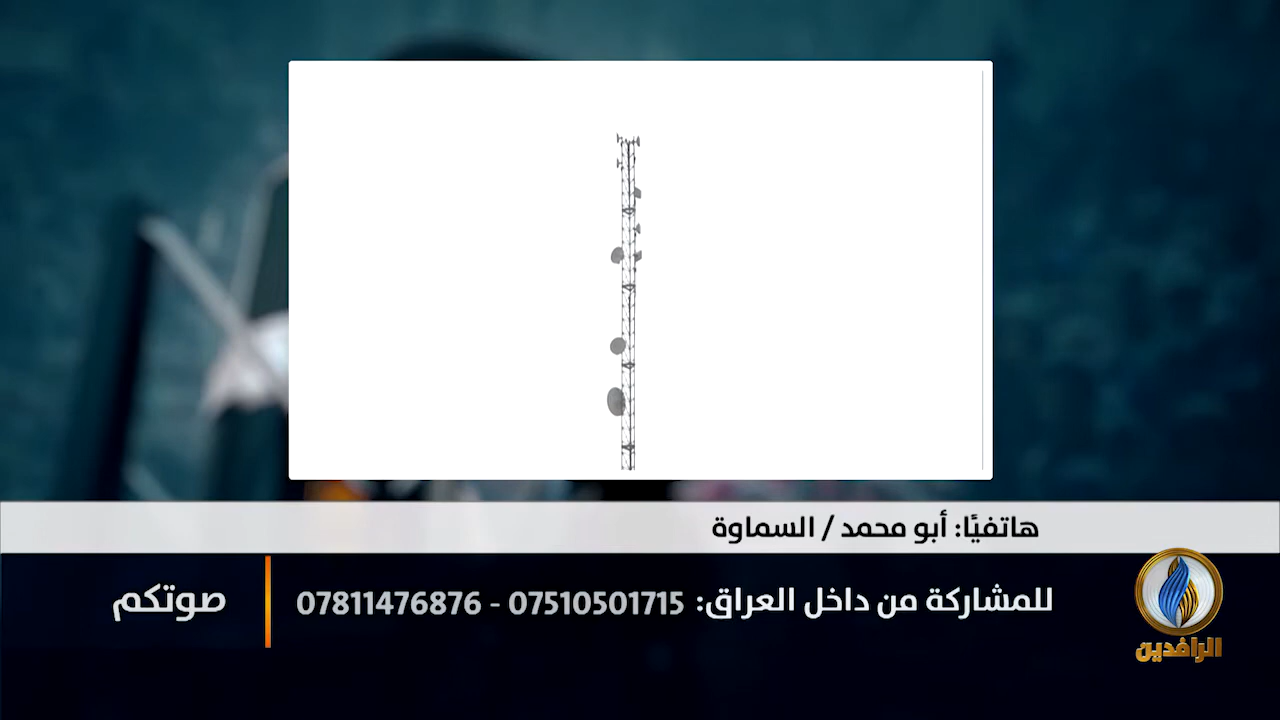 هاتفيًا: أبو محمد / السماوة
للمشاركة من داخل العراق: 07510501715 - 07811476876
صوتكم
الرافدين